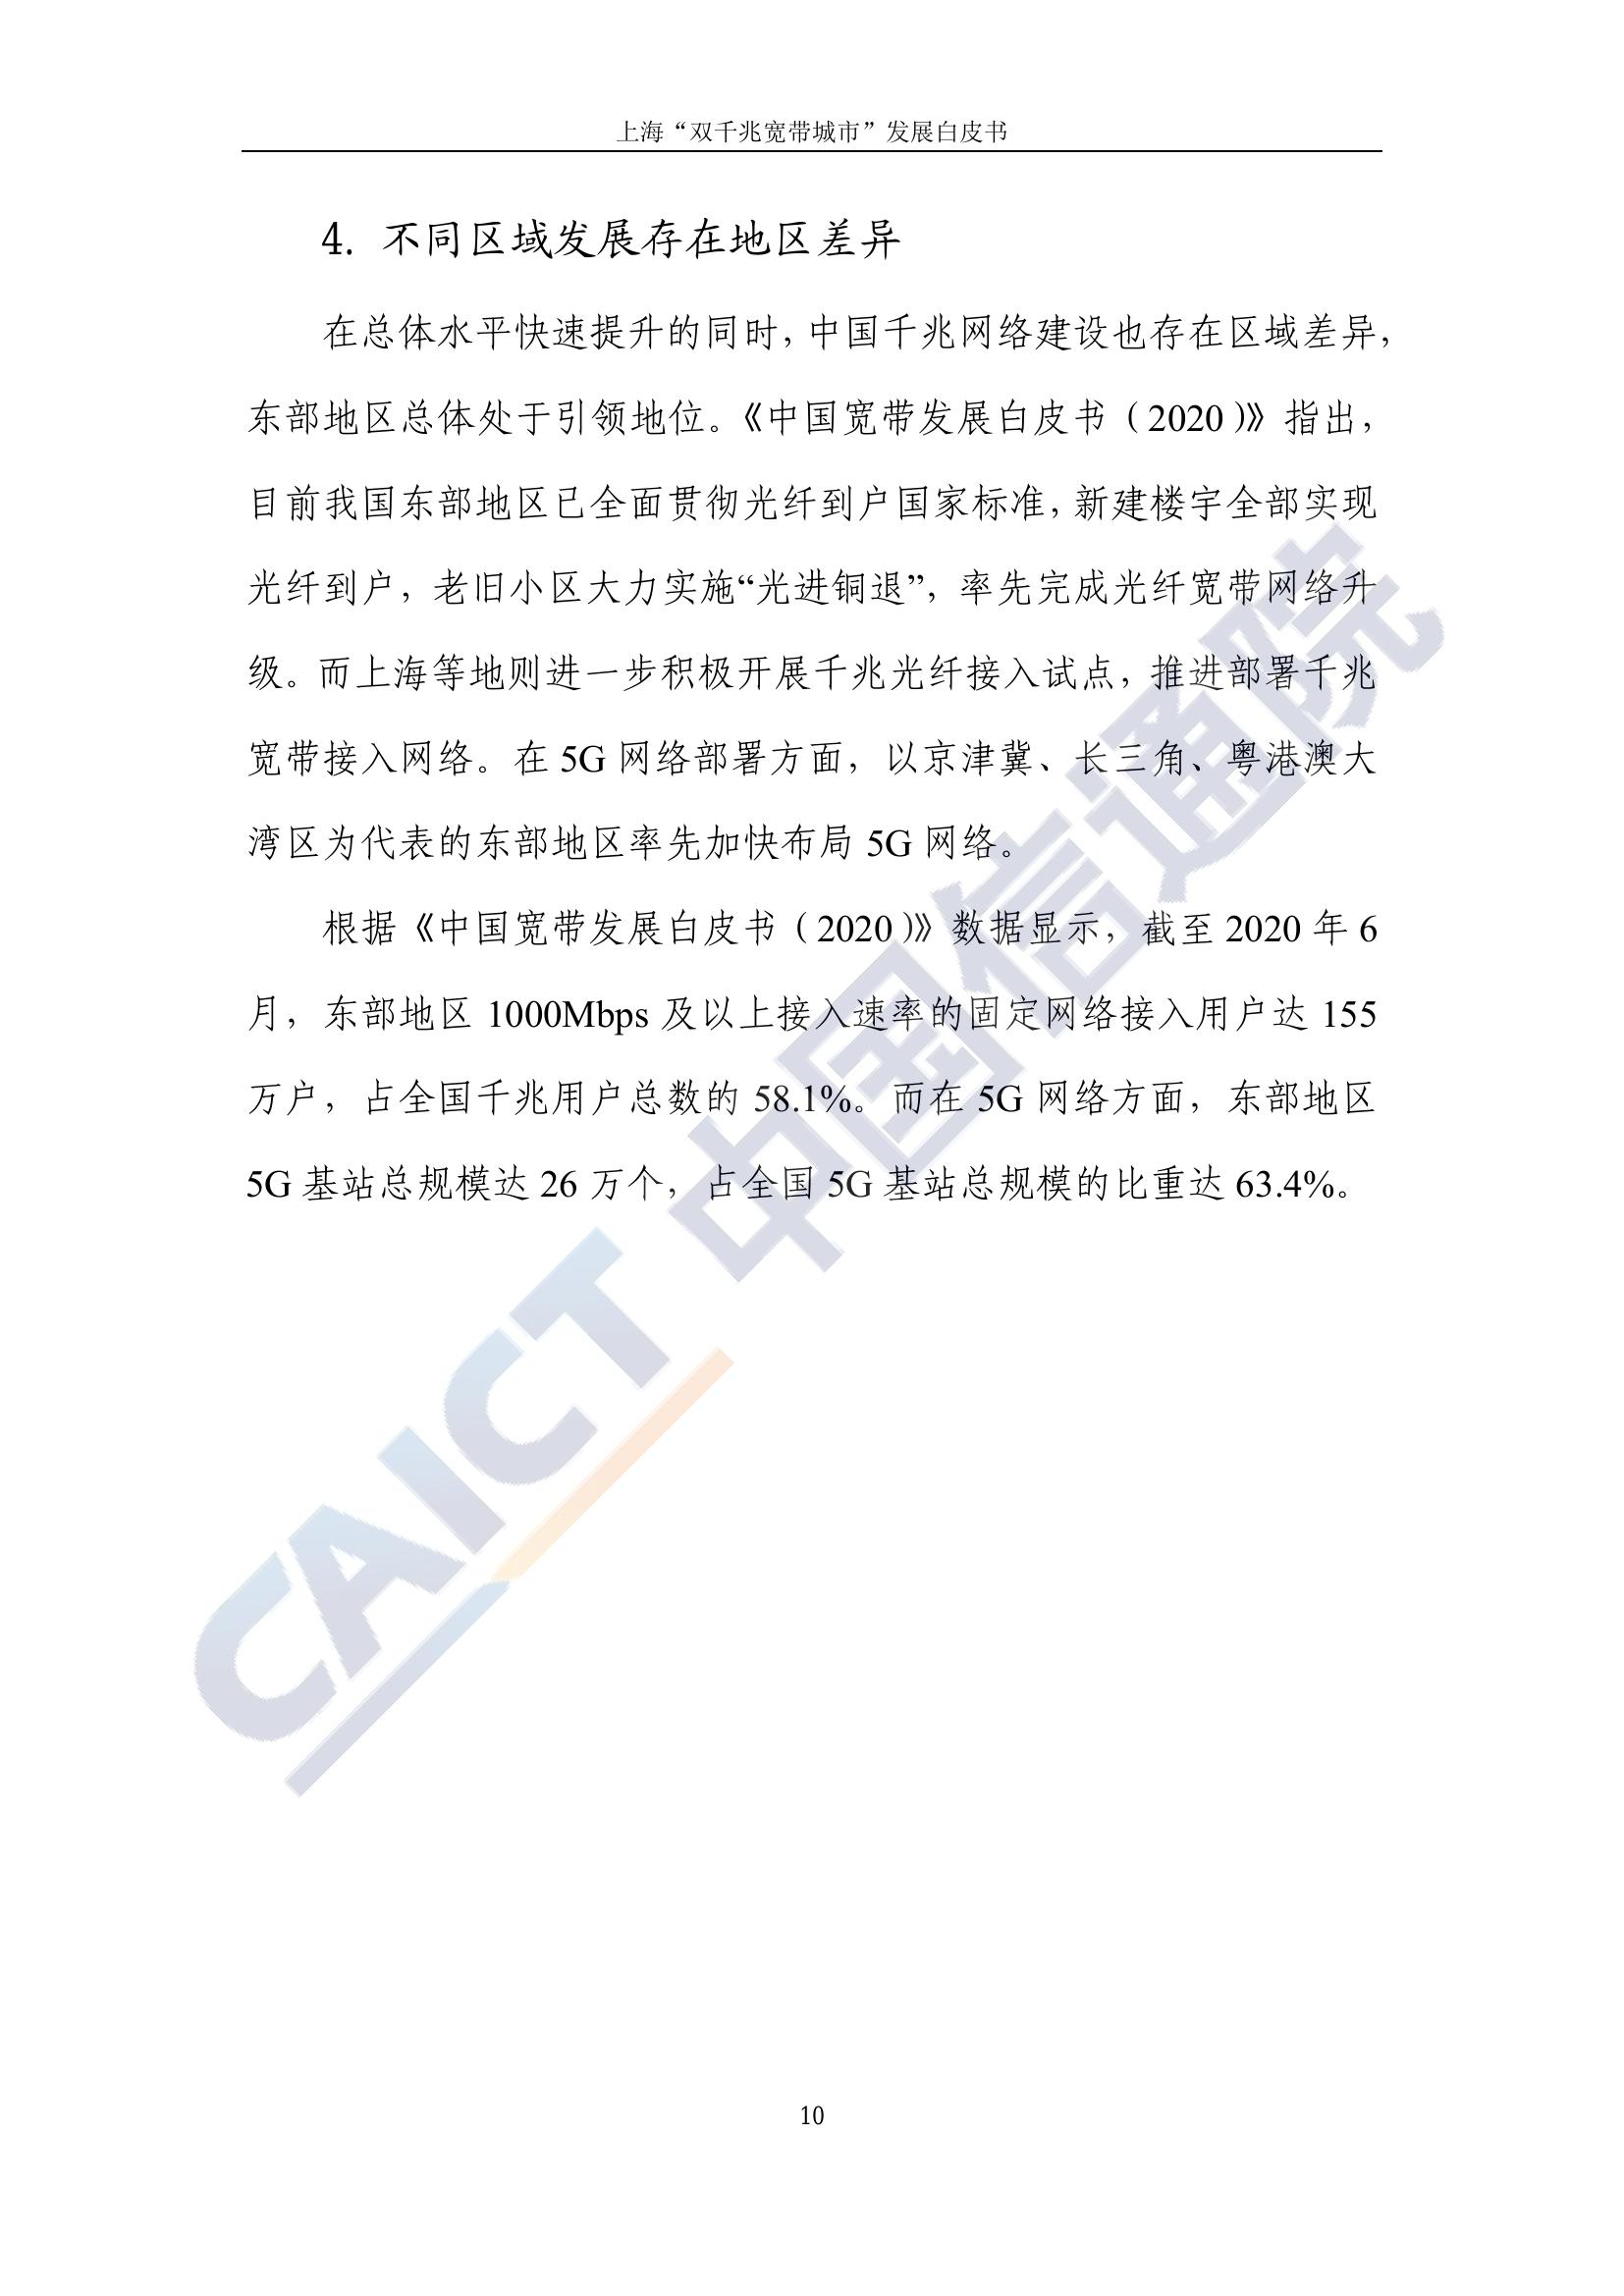 上海“双千兆宽带城市”发展白皮书
4. 不同区域发展存在地区差异
在总体水平快速提升的同时，中国千兆网络建设也存在区域差异，
东部地区总体处于引领地位。《中国宽带发展白皮书（2020）》指出，
目前我国东部地区已全面贯彻光纤到户国家标准，新建楼宇全部实现
光纤到户，老旧小区大力实施“光进铜退”，率先完成光纤宽带网络升
级。而上海等地则进一步积极开展千兆光纤接入试点，推进部署千兆
宽带接入网络。在 5G 网络部署方面，以京津冀、长三角、粤港澳大
湾区为代表的东部地区率先加快布局 5G 网络。
根据《中国宽带发展白皮书（2020）》数据显示，截至 2020 年 6
月，东部地区 1000Mbps 及以上接入速率的固定网络接入用户达 155
万户，占全国千兆用户总数的 58.1%。而在 5G 网络方面，东部地区
5G 基站总规模达 26 万个，占全国 5G 基站总规模的比重达 63.4%。
CAICT 中国信通院
10